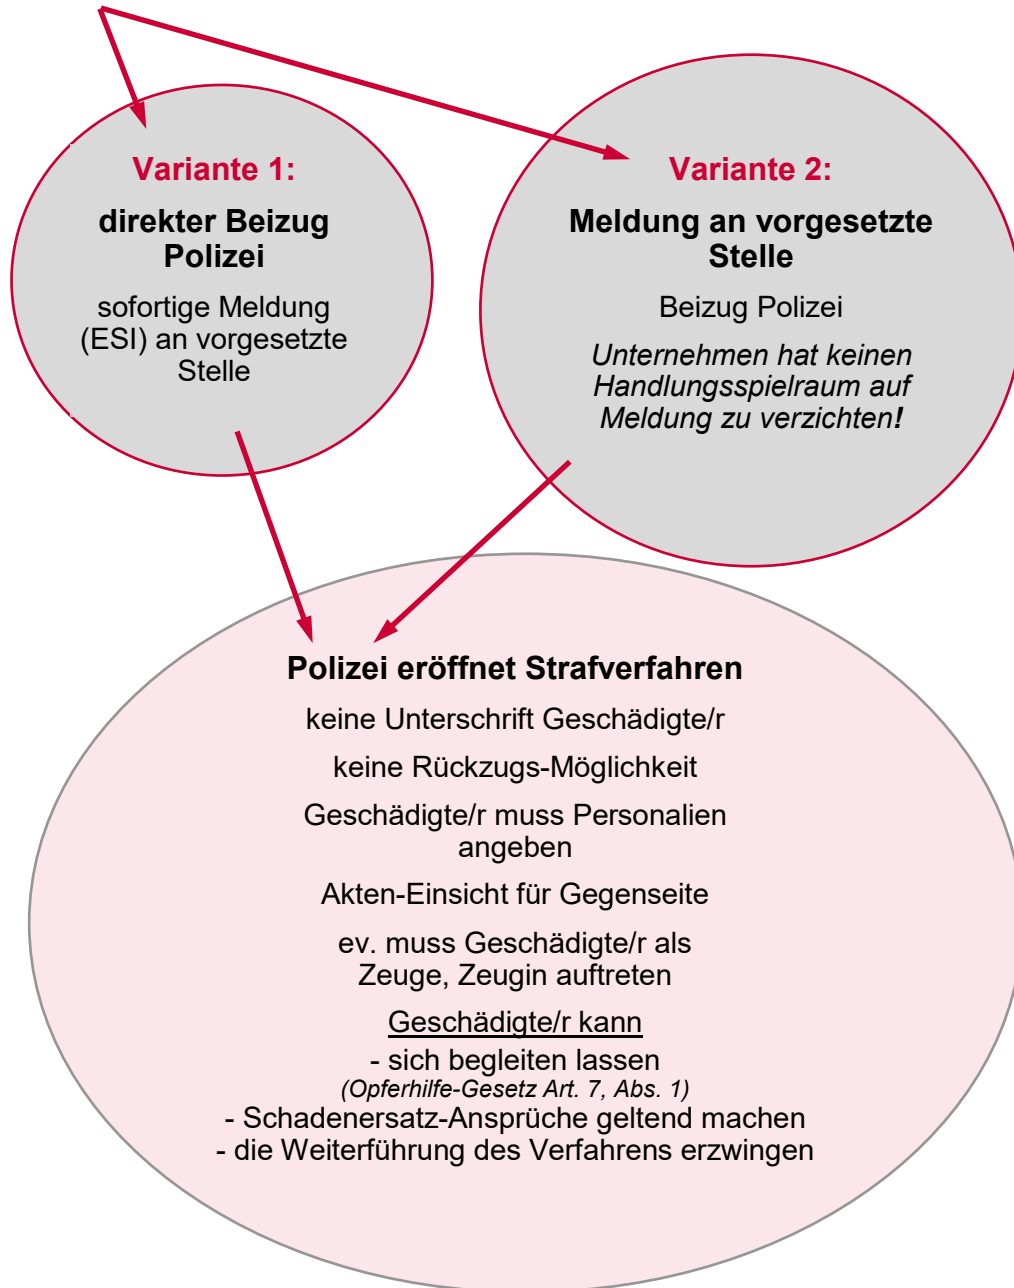 Variante 1:
direkter Beizug
Polizei
sofortige Meldung
(ESI) an vorgesetzte
Stelle
Variante 2:
Meldung an vorgesetzte
Stelle
Beizug Polizei
Unternehmen hat keinen
Handlungsspielraum auf
Meldung zu verzichten!
Polizei eröffnet Strafverfahren
keine Unterschrift Geschädigte/r
keine Rückzugs-Möglichkeit
Geschädigte/r muss Personalien
angeben
Akten-Einsicht für Gegenseite
ev. muss Geschädigte/r als
Zeuge, Zeugin auftreten
Geschädigte/r kann
- sich begleiten lassen
(Opferhilfe-Gesetz Art. 7, Abs. 1)
- Schadenersatz-Ansprüche geltend machen
- die Weiterführung des Verfahrens erzwingen